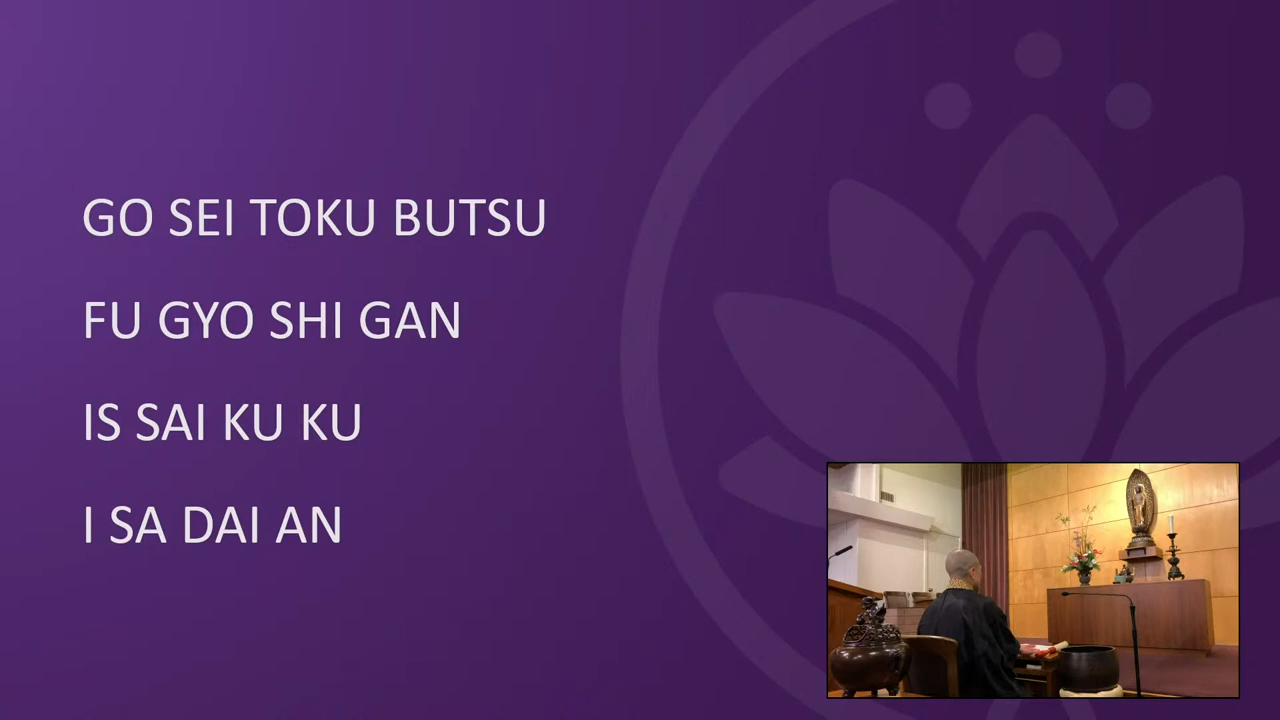 GO SEI TOKU BUTSU
FU GYO SHI GAN
IS SAI KU KU
I SA DAI AN